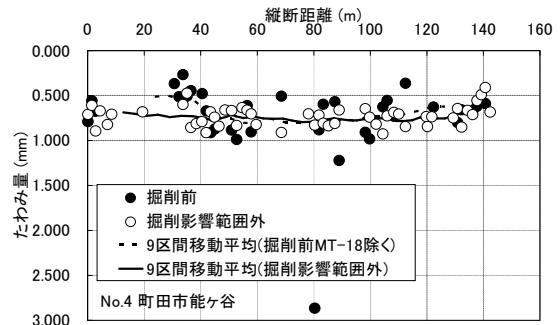 縦断距離 (m)
0 20 40 60 80 100 120 140 160
0.000
0.500
1.000
1.500
2.000
2.500
3.000
たわみ量 (mm)
掘削前
掘削影響範囲外
9区間移動平均(掘削前MT-18除く)
9区間移動平均(掘削影響範囲外)
No.4 町田市能ヶ谷